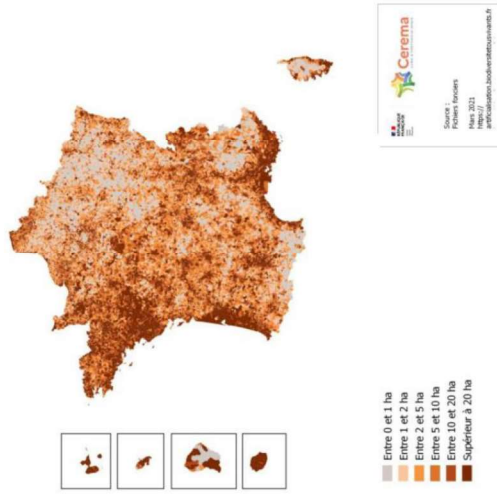 RÉPUBLIQUE
FRANÇAISE
Cerema
Source :
Fichiers fonciers
Mars 2021
https://
artificialisation.biodiversitetousvivants.fr
Entre 0 et 1 ha
Entre 1 et 2 ha
Entre 2 et 5 ha
Entre 5 et 10 ha
Entre 10 et 20 ha
Supérieur à 20 ha